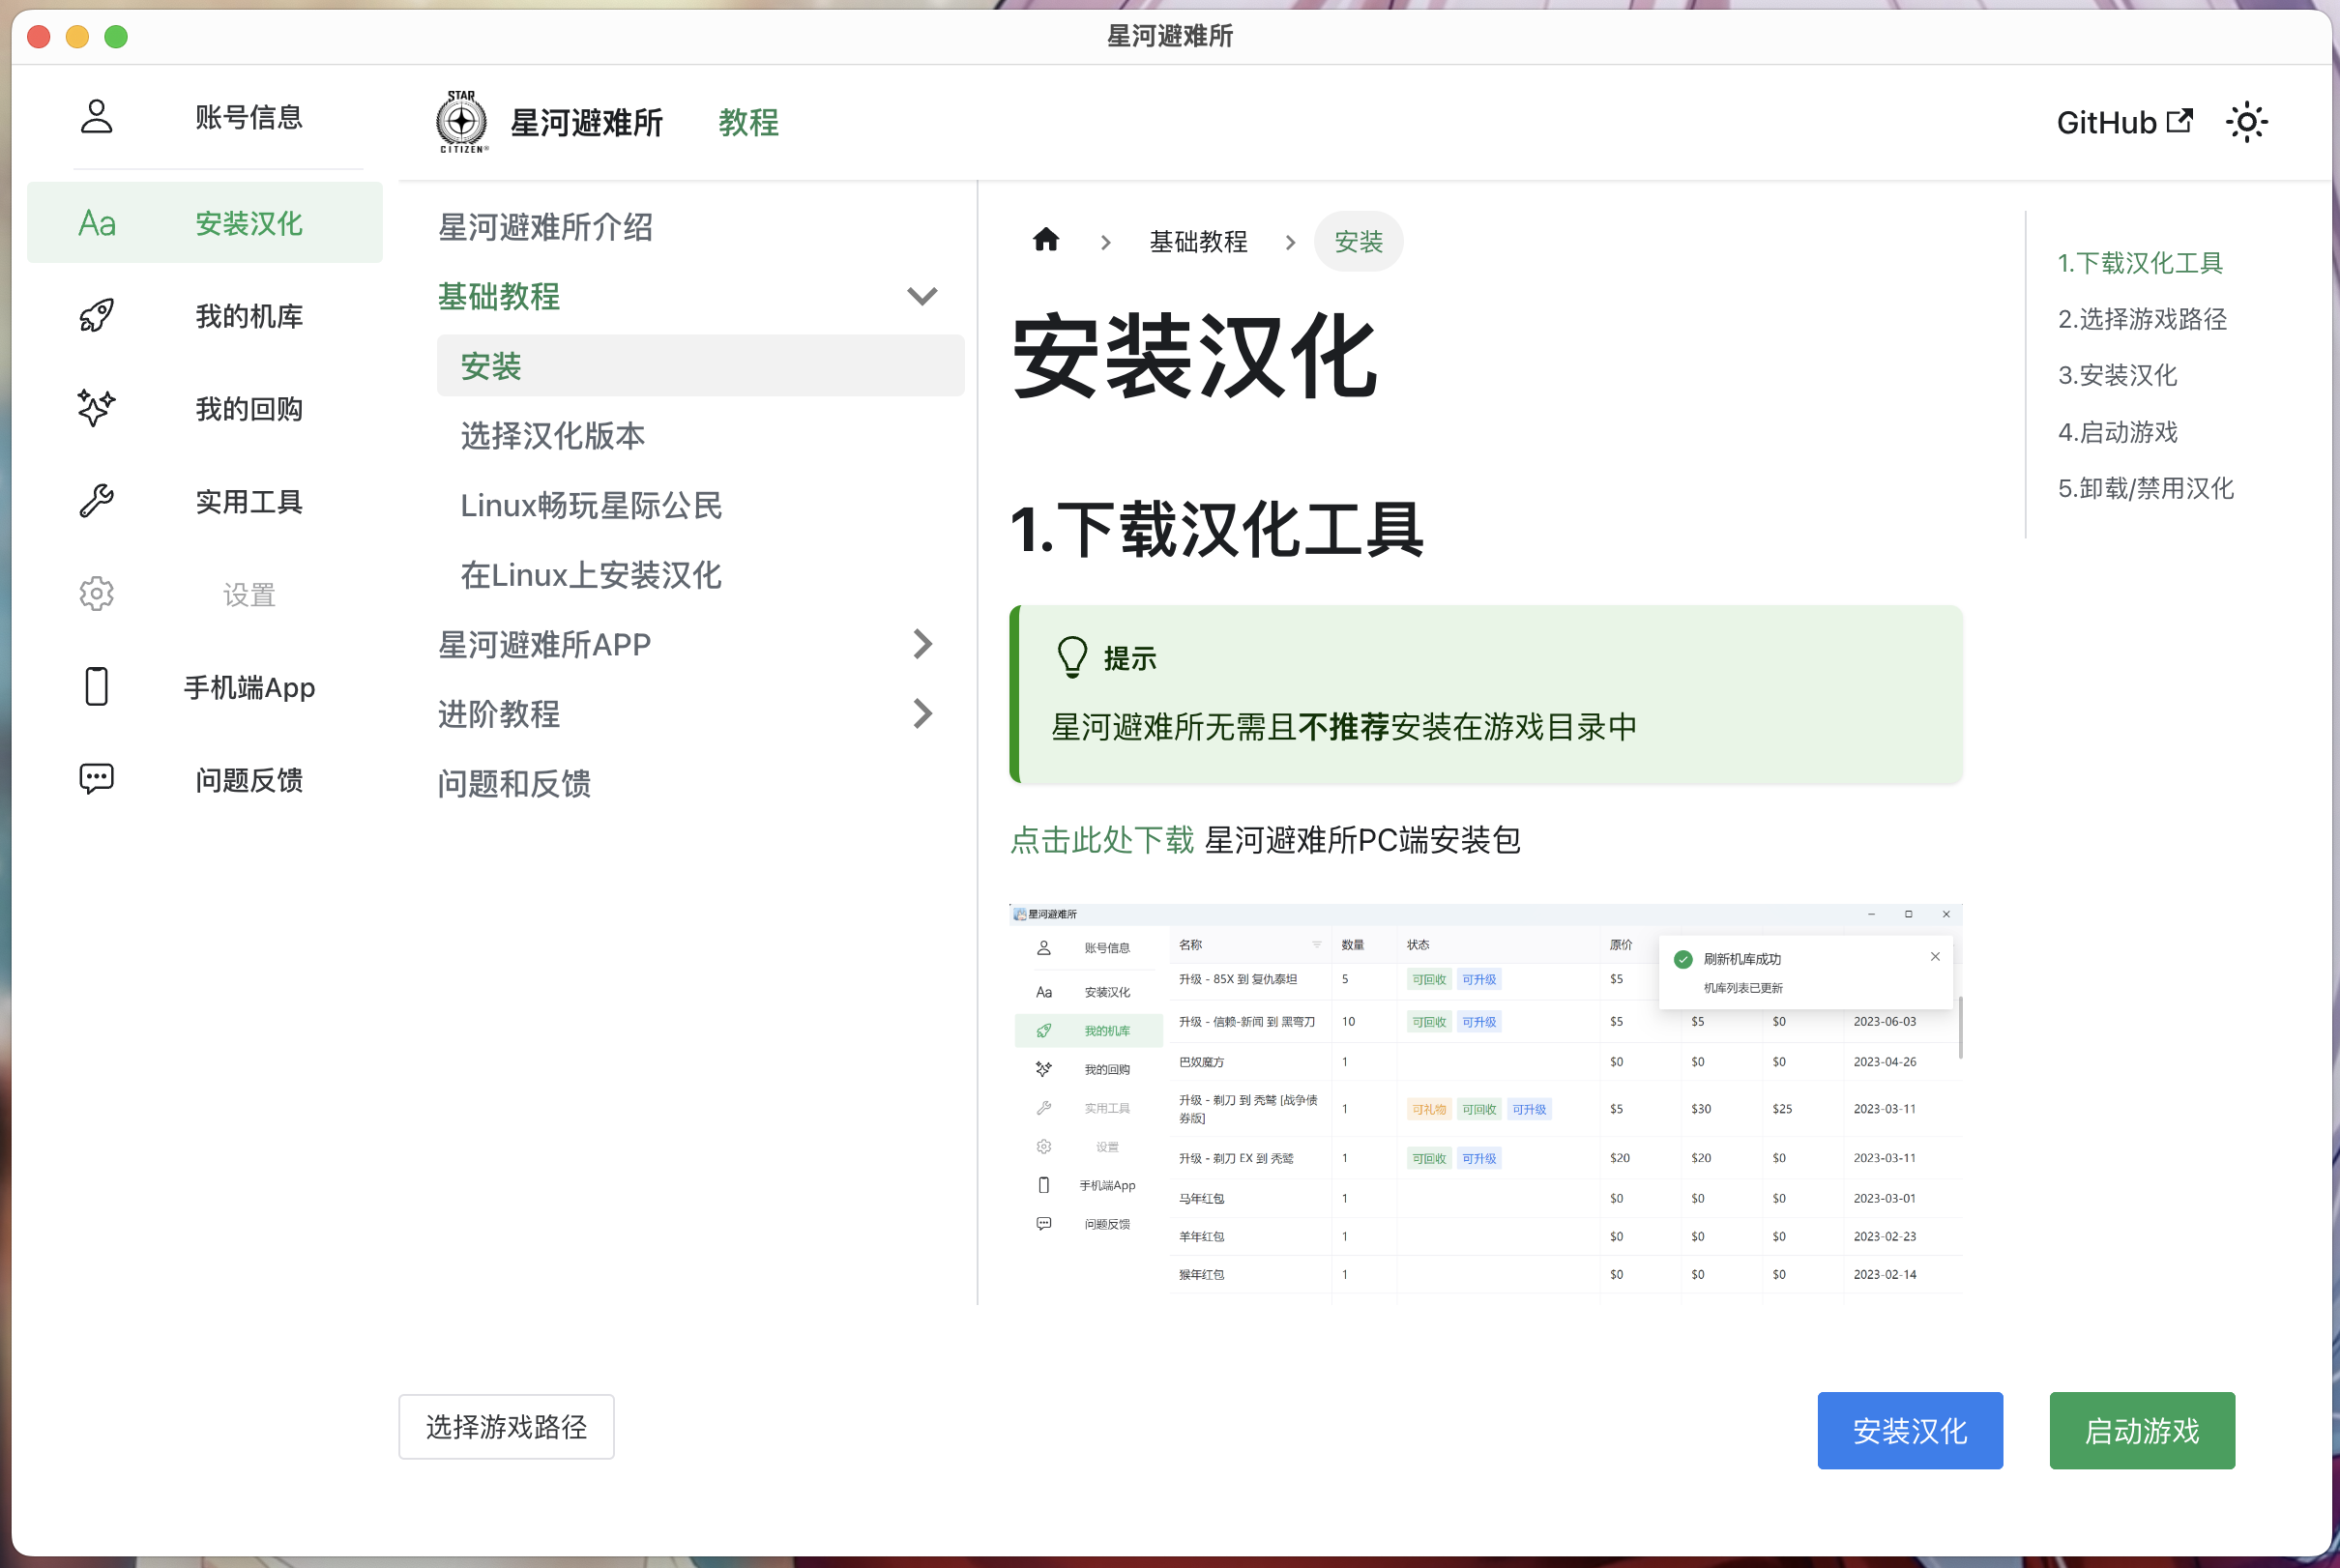 星河避难所
账号信息
安装汉化
我的机库
我的回购
实用工具
设置
手机端App
问题反馈
STAR
CITIZEN®
星河避难所
教程
GitHub
星河避难所介绍
基础教程
安装
选择汉化版本
Linux畅玩星际公民
在Linux上安装汉化
星河避难所APP
进阶教程
问题和反馈
基础教程
安装
安装汉化
1.下载汉化工具
提示
星河避难所无需且不推荐安装在游戏目录中
点击此处下载 星河避难所PC端安装包
星河避难所
账号信息
Aa 安装汉化
我的机库
我的回购
实用工具
设置
手机端App
问题反馈
名称 数量 状态 原价
升级 - 85X 到 复仇泰坦 5 可回收 可升级 $5
升级 - 信赖-新闻 到 黑弯刀 10 可回收 可升级 $5 $5 $0 2023-06-03
巴奴魔方 1 $0 $0 $0 2023-04-26
升级 - 剃刀 到 秃鹫 [战争债
券版] 1 可礼物 可回收 可升级 $5 $30 $25 2023-03-11
升级 - 剃刀 EX 到 秃鹫 1 可回收 可升级 $20 $20 $0 2023-03-11
马年红包 1 $0 $0 $0 2023-03-01
羊年红包 1 $0 $0 $0 2023-02-23
猴年红包 1 $0 $0 $0 2023-02-14
刷新机库成功
机库列表已更新
1.下载汉化工具
2.选择游戏路径
3.安装汉化
4.启动游戏
5.卸载/禁用汉化
选择游戏路径
安装汉化
启动游戏